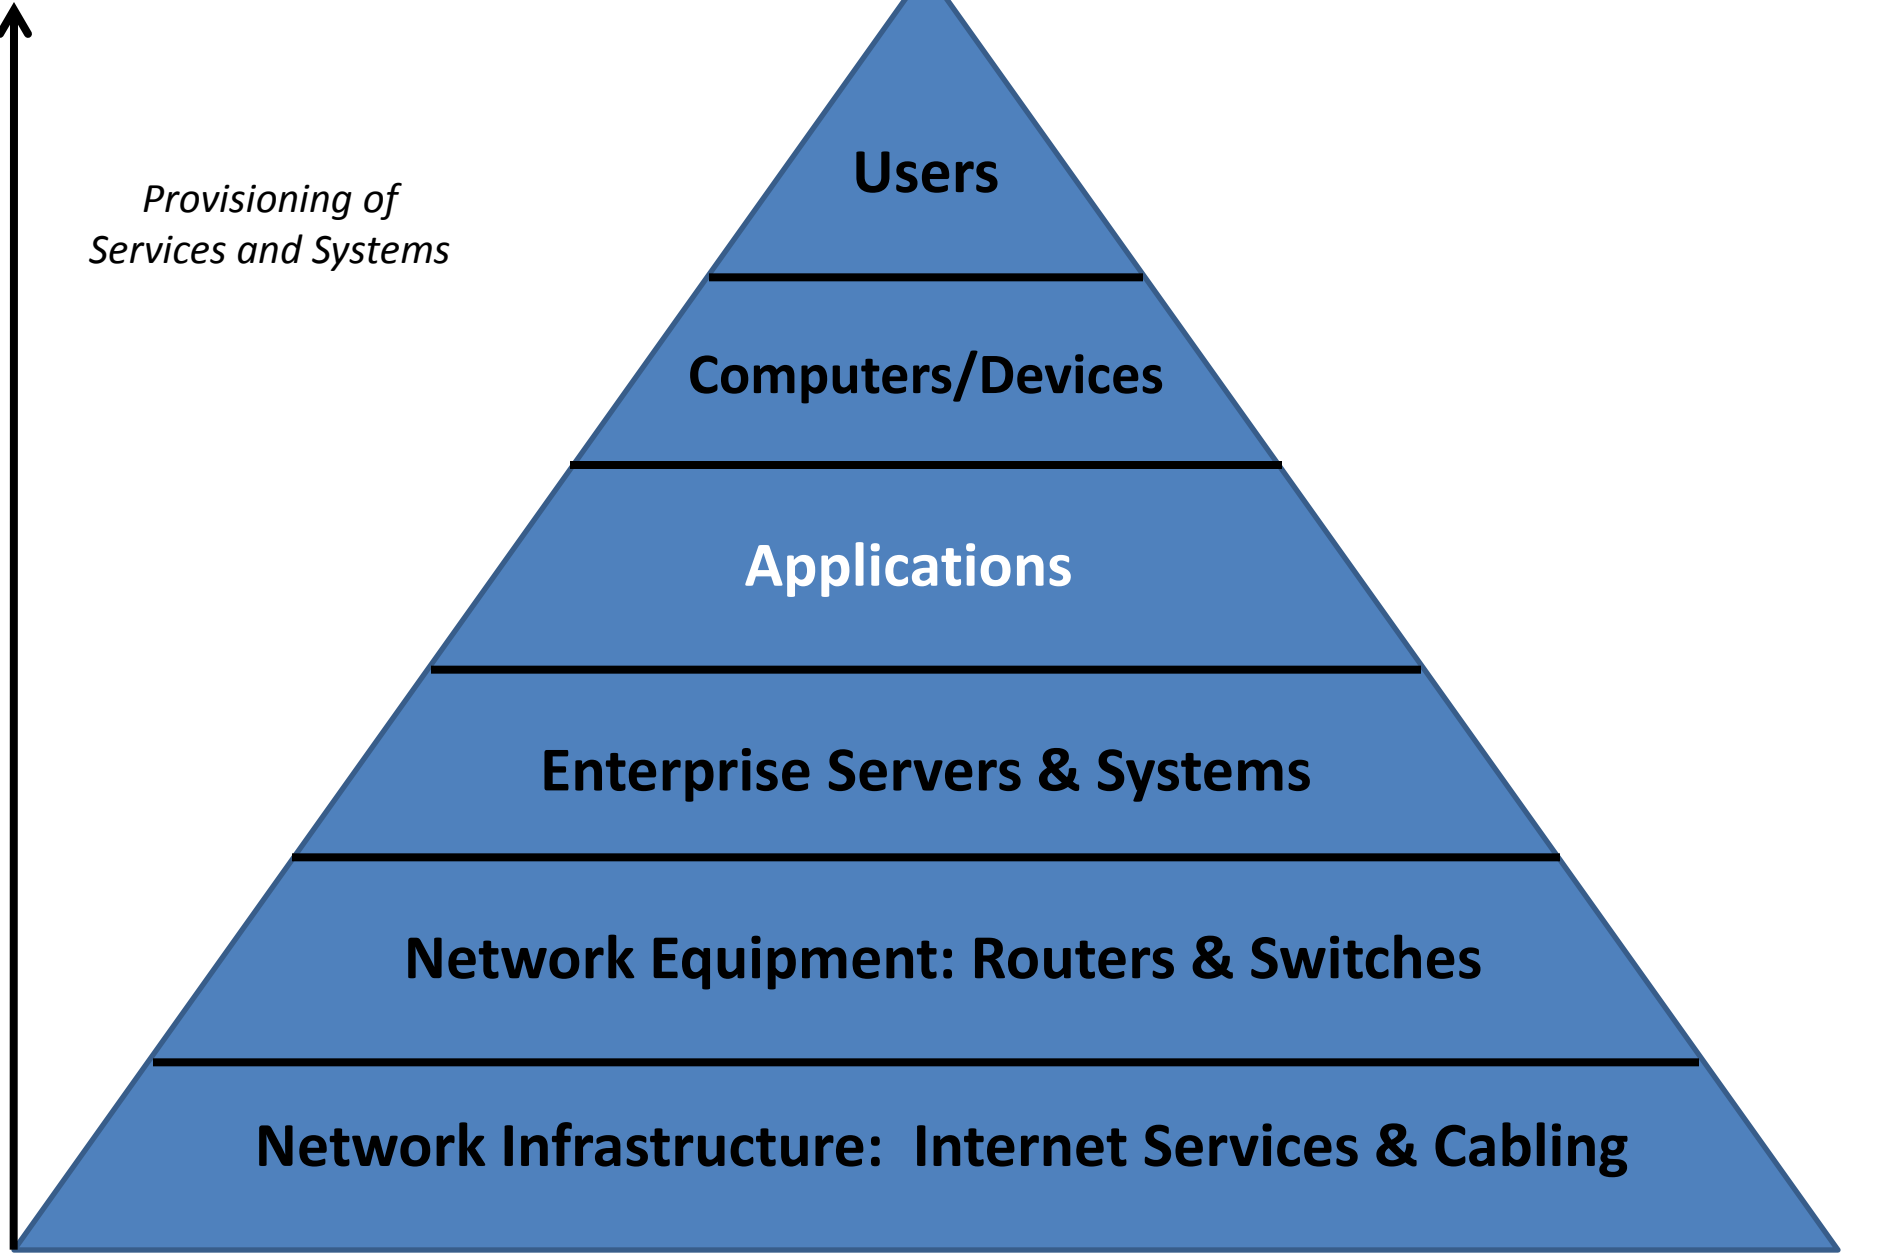 Users
Provisioning of
Services and Systems
Computers/Devices
Applications
Enterprise Servers & Systems
Network Equipment: Routers & Switches
Network Infrastructure:  Internet Services & Cabling